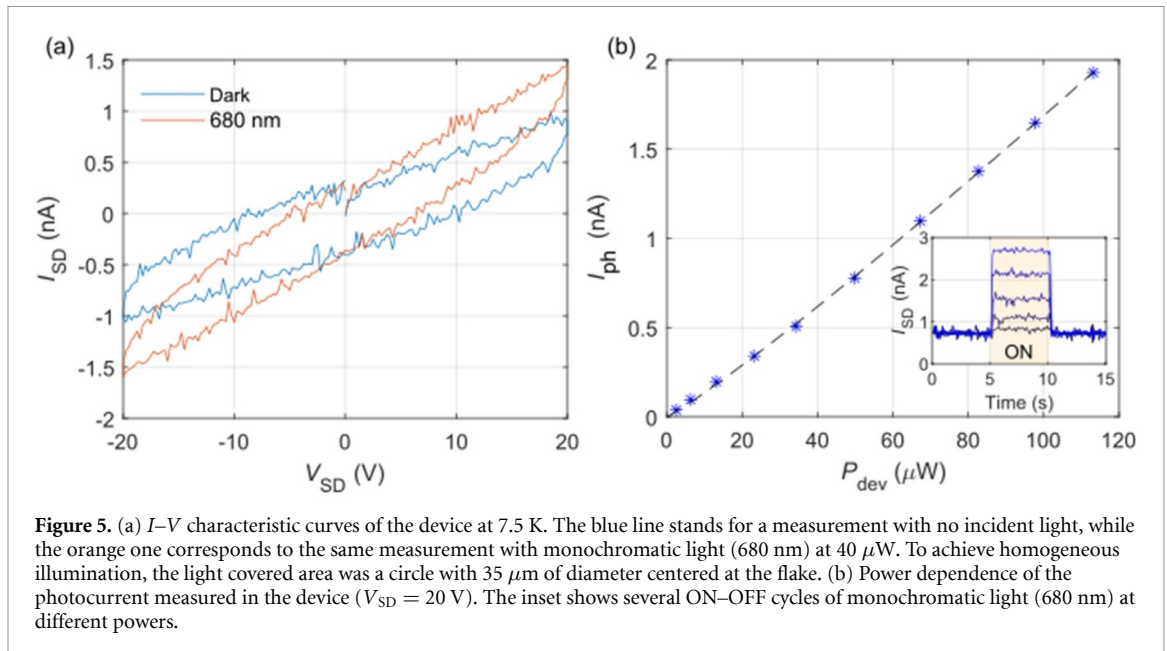 (a)
1.5
1
0.5
0
-0.5
-1
-1.5
-2
I_SD (nA)
Dark
680 nm
-20
-10
0
10
20
V_SD (V)
(b)
2
1.5
1
0.5
0
I_ph (nA)
0
20
40
60
80
100
120
P_dev (μW)
3
2
1
0
I_SD (nA)
ON
0
5
10
15
Time (s)
Figure 5. (a) I–V characteristic curves of the device at 7.5 K. The blue line stands for a measurement with no incident light, while
the orange one corresponds to the same measurement with monochromatic light (680 nm) at 40 μW. To achieve homogeneous
illumination, the light covered area was a circle with 35 μm of diameter centered at the flake. (b) Power dependence of the
photocurrent measured in the device (V_SD = 20 V). The inset shows several ON–OFF cycles of monochromatic light (680 nm) at
different powers.